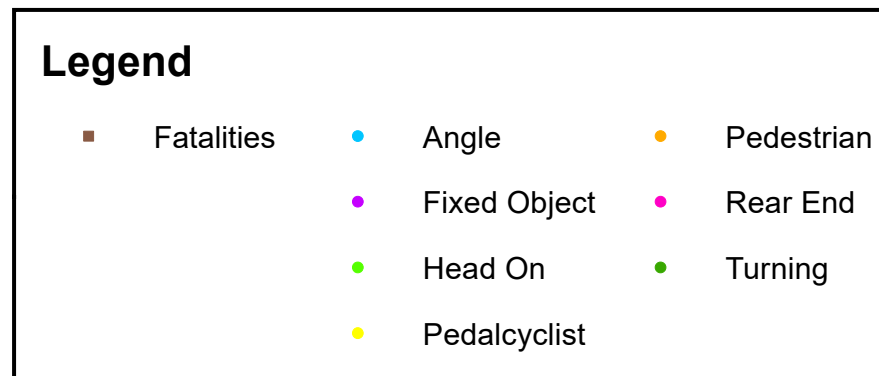 Legend
Fatalities
Angle
Fixed Object
Head On
Pedalcyclist
Pedestrian
Rear End
Turning